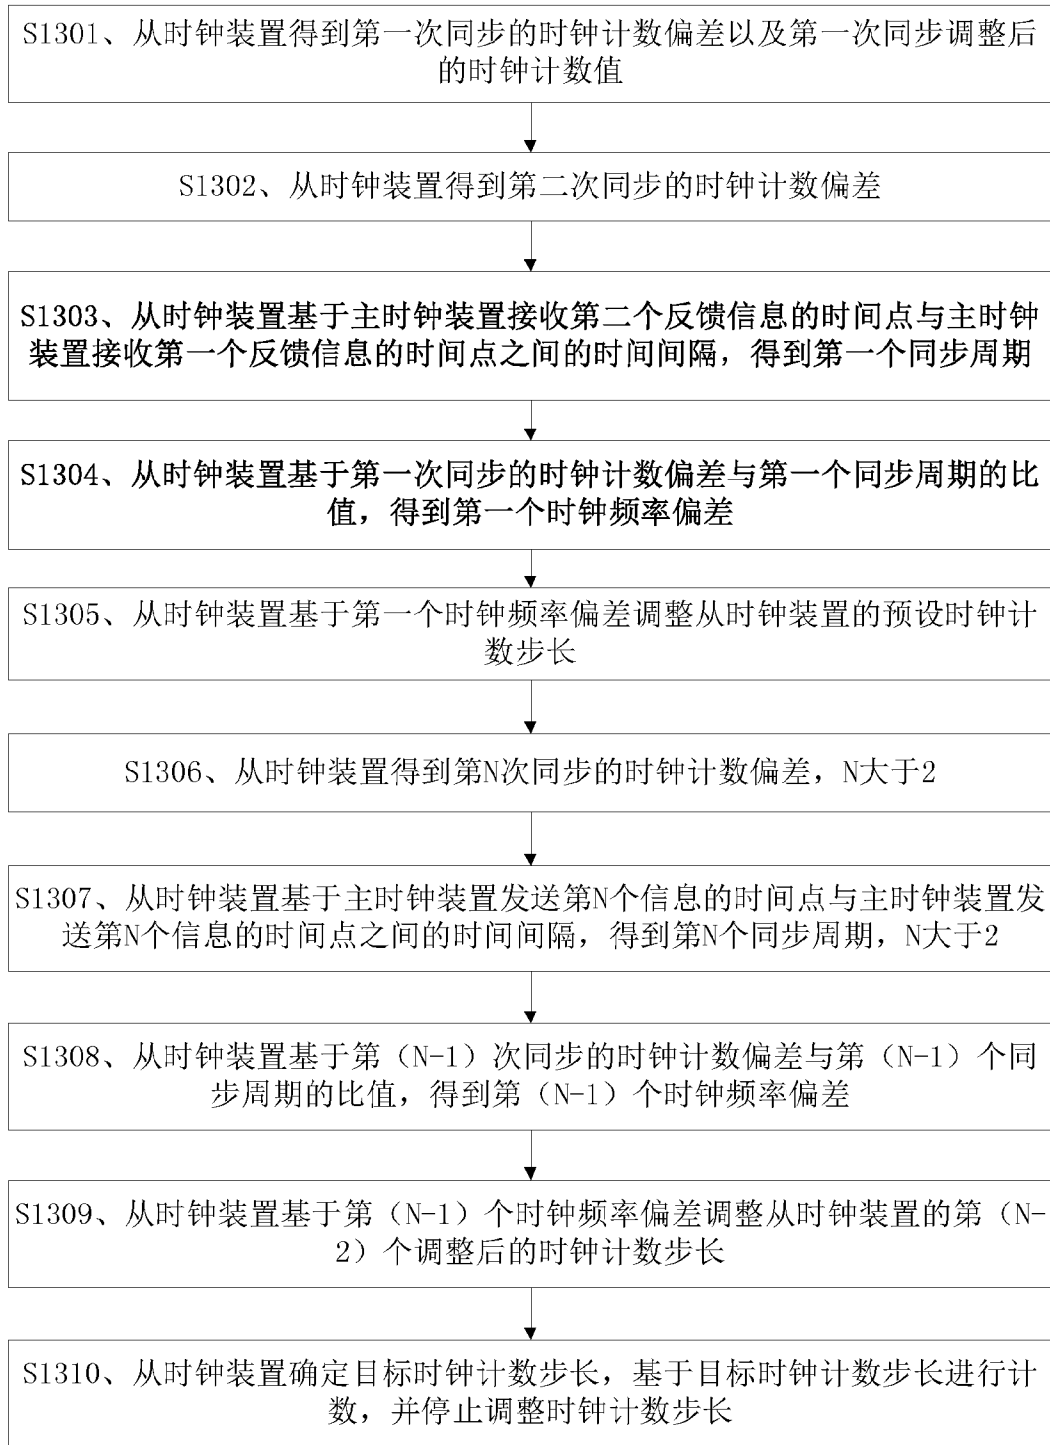 S1301、从时钟装置得到第一次同步的时钟计数偏差以及第一次同步调整后
的时钟计数值
S1302、从时钟装置得到第二次同步的时钟计数偏差
S1303、从时钟装置基于主时钟装置接收第二个反馈信息的时间点与主时钟
装置接收第一个反馈信息的时间点之间的时间间隔，得到第一个同步周期
S1304、从时钟装置基于第一次同步的时钟计数偏差与第一个同步周期的比
值，得到第一个时钟频率偏差
S1305、从时钟装置基于第一个时钟频率偏差调整从时钟装置的预设时钟计
数步长
S1306、从时钟装置得到第N次同步的时钟计数偏差，N大于2
S1307、从时钟装置基于主时钟装置发送第N个信息的时间点与主时钟装置发
送第N个信息的时间点之间的时间间隔，得到第N个同步周期，N大于2
S1308、从时钟装置基于第（N-1）次同步的时钟计数偏差与第（N-1）个同
步周期的比值，得到第（N-1）个时钟频率偏差
S1309、从时钟装置基于第（N-1）个时钟频率偏差调整从时钟装置的第（N-
2）个调整后的时钟计数步长
S1310、从时钟装置确定目标时钟计数步长，基于目标时钟计数步长进行计
数，并停止调整时钟计数步长